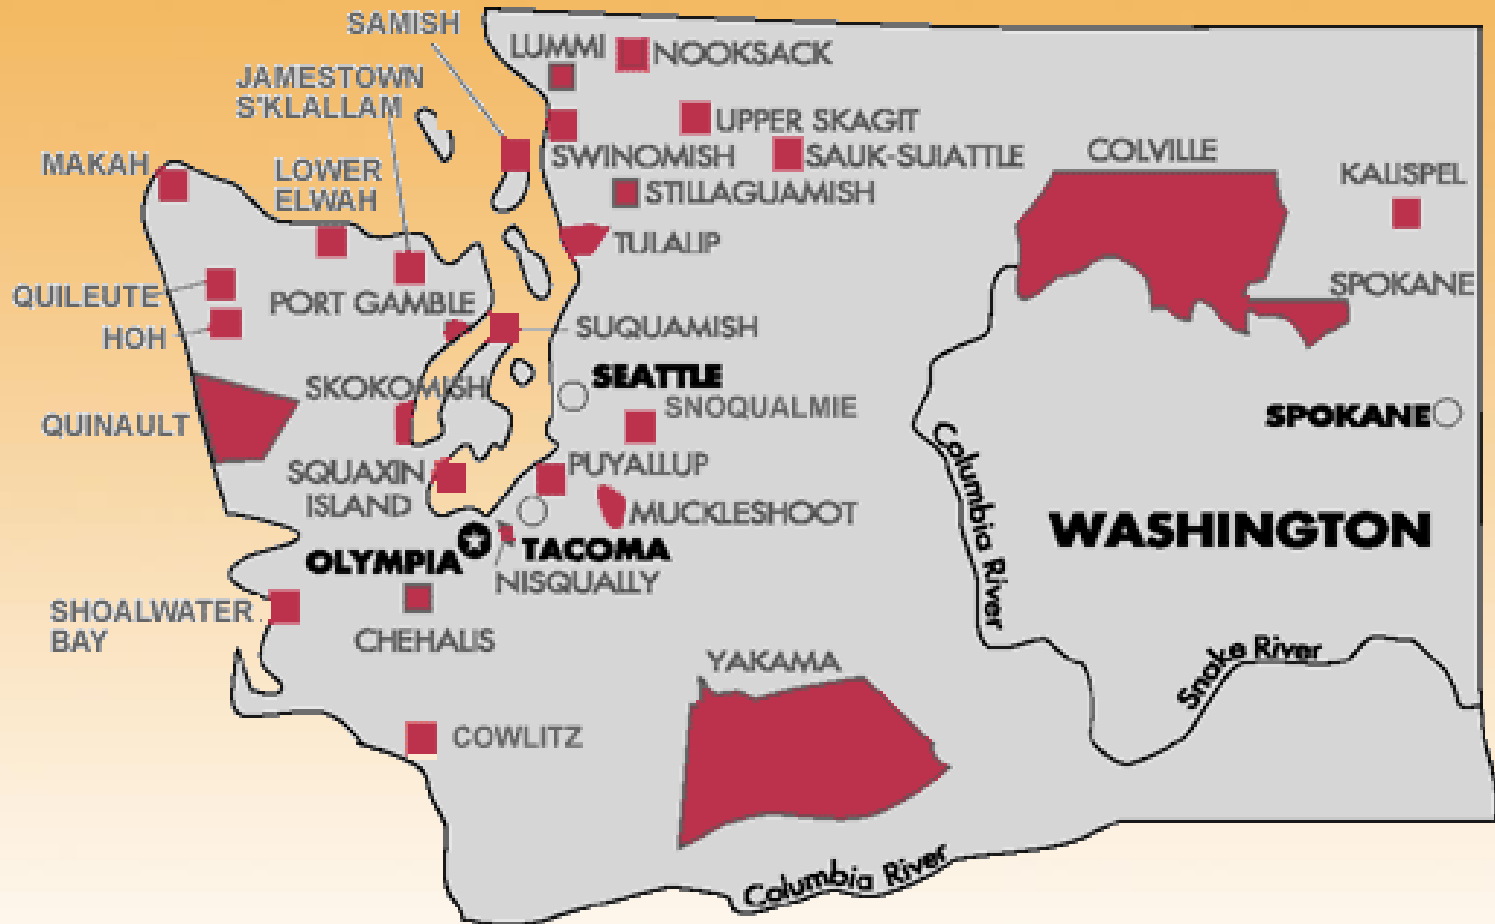 SAMISH
LUMMI
NOOKSACK
JAMESTOWN
S'KLALLAM
UPPER SKAGIT
SWINOMISH
SAUK-SUIATTLE
COLVILLE
MAKAH
LOWER
ELWAH
KALISPEL
STILLAGUAMISH
TULALIP
QUILEUTE
PORT GAMBLE
SPOKANE
HOH
SUQUAMISH
SEATTLE
SKOKOMISH
SNOQUALMIE
QUINAULT
SPOKANE
SQUAXIN
ISLAND
PUYALLUP
MUCKLESHOOT
Columbia River
WASHINGTON
OLYMPIA
TACOMA
NISQUALLY
SHOALWATER
BAY
CHEHALIS
YAKAMA
Snake River
COWLITZ
Columbia River